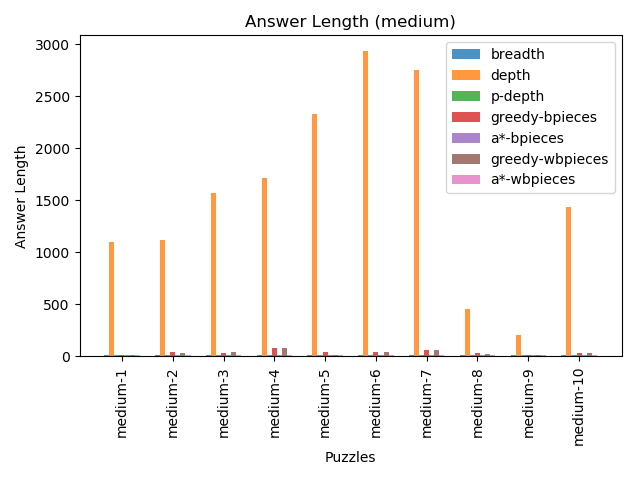 Answer Length (medium)
breadth
depth
p-depth
greedy-bpieces
a*-bpieces
greedy-wbpieces
a*-wbpieces
Answer Length
3000
2500
2000
1500
1000
500
0
medium-1
medium-2
medium-3
medium-4
medium-5
medium-6
medium-7
medium-8
medium-9
medium-10
Puzzles